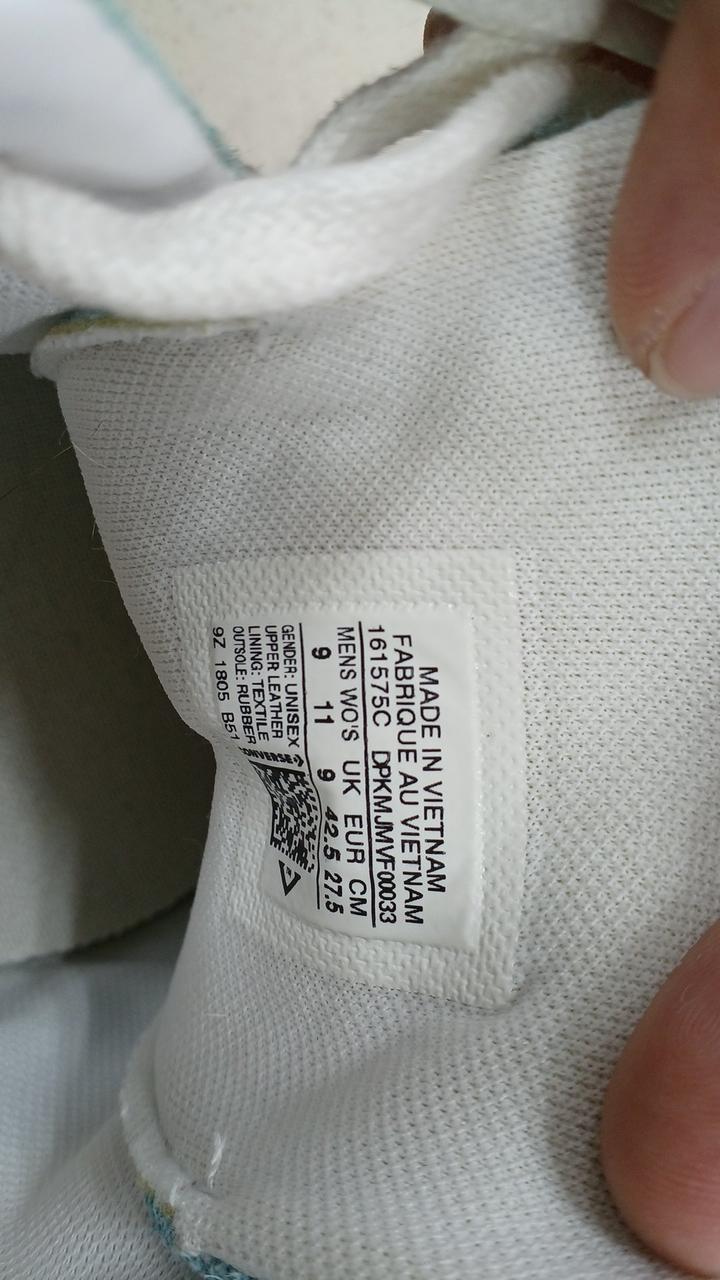 MADE IN VIETNAM
FABRIQUE AU VIETNAM
161575C DPKMJMVF00033
MENS WO'S UK EUR CM
9 11 9 42.5 27.5
GENDER: UNISEX
UPPER LEATHER
LINING: TEXTILE
OUTSOLE: RUBBER
9Z 1805 B51
CONVERSE